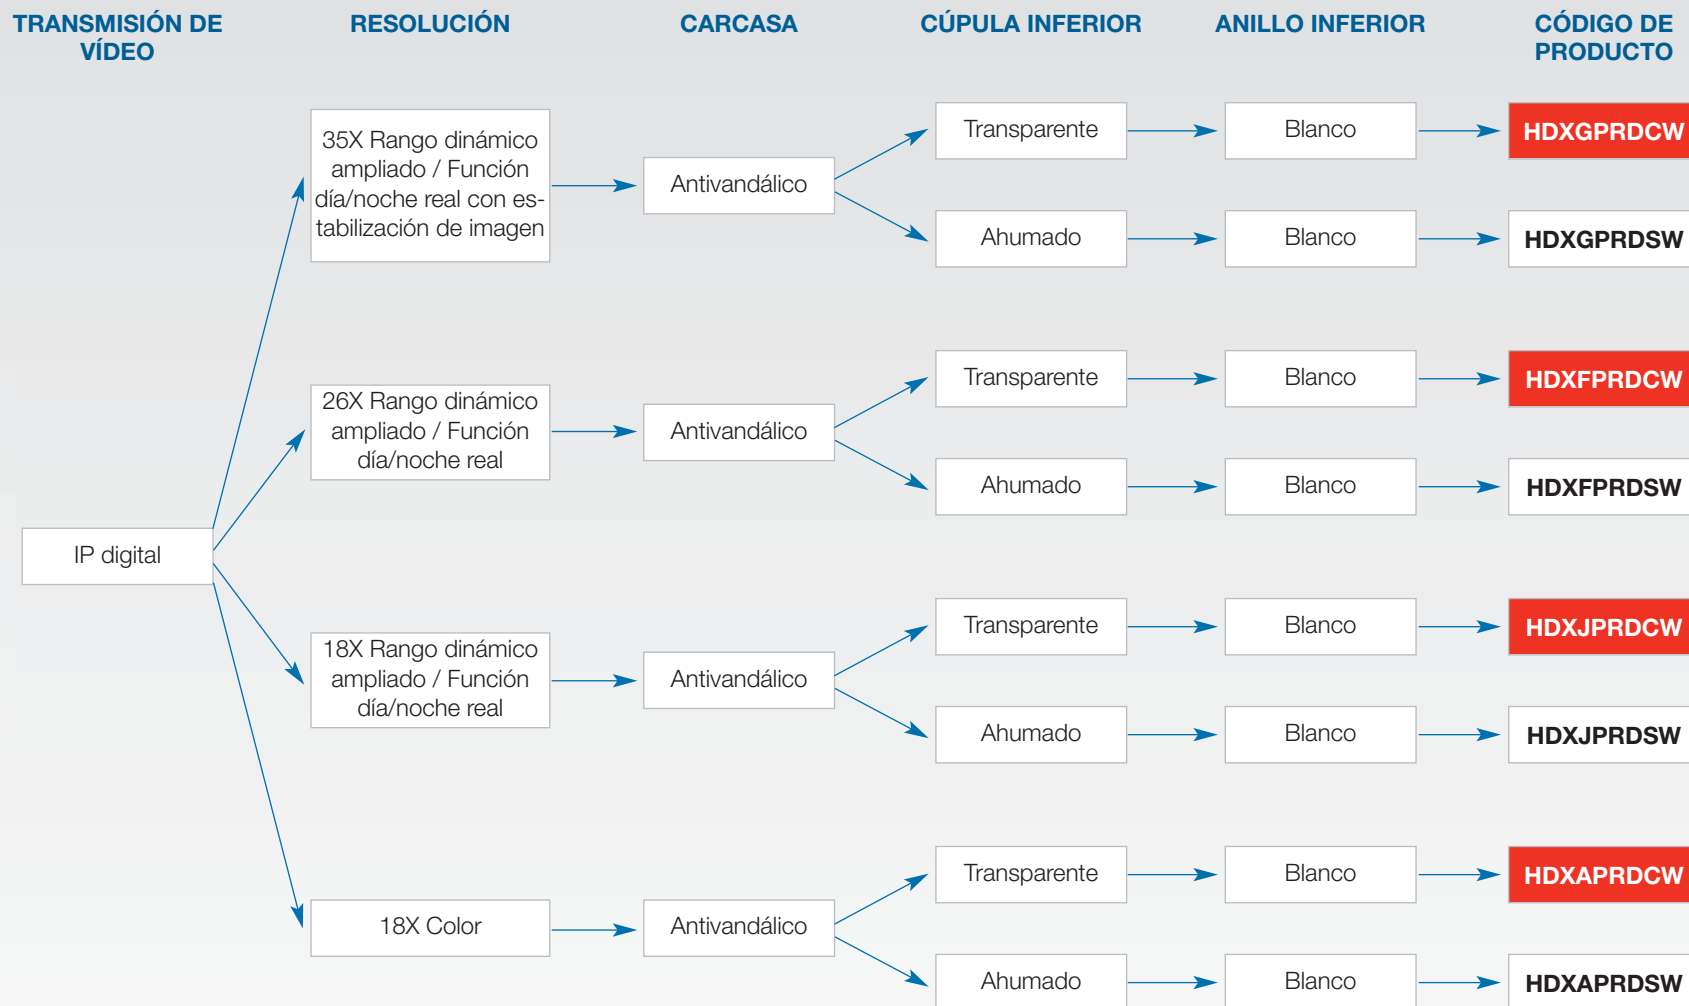 TRANSMISIÓN DE
VÍDEO
RESOLUCIÓN
CARCASA
CÚPULA INFERIOR
ANILLO INFERIOR
CÓDIGO DE
PRODUCTO
IP digital
35X Rango dinámico
ampliado / Función
día/noche real con es-
tabilización de imagen
Antivandálico
Transparente
Blanco
HDXGPRDCW
Ahumado
Blanco
HDXGPRDSW
26X Rango dinámico
ampliado / Función
día/noche real
Antivandálico
Transparente
Blanco
HDXFPRDCW
Ahumado
Blanco
HDXFPRDSW
18X Rango dinámico
ampliado / Función
día/noche real
Antivandálico
Transparente
Blanco
HDXJPRDCW
Ahumado
Blanco
HDXJPRDSW
18X Color
Antivandálico
Transparente
Blanco
HDXAPRDCW
Ahumado
Blanco
HDXAPRDSW